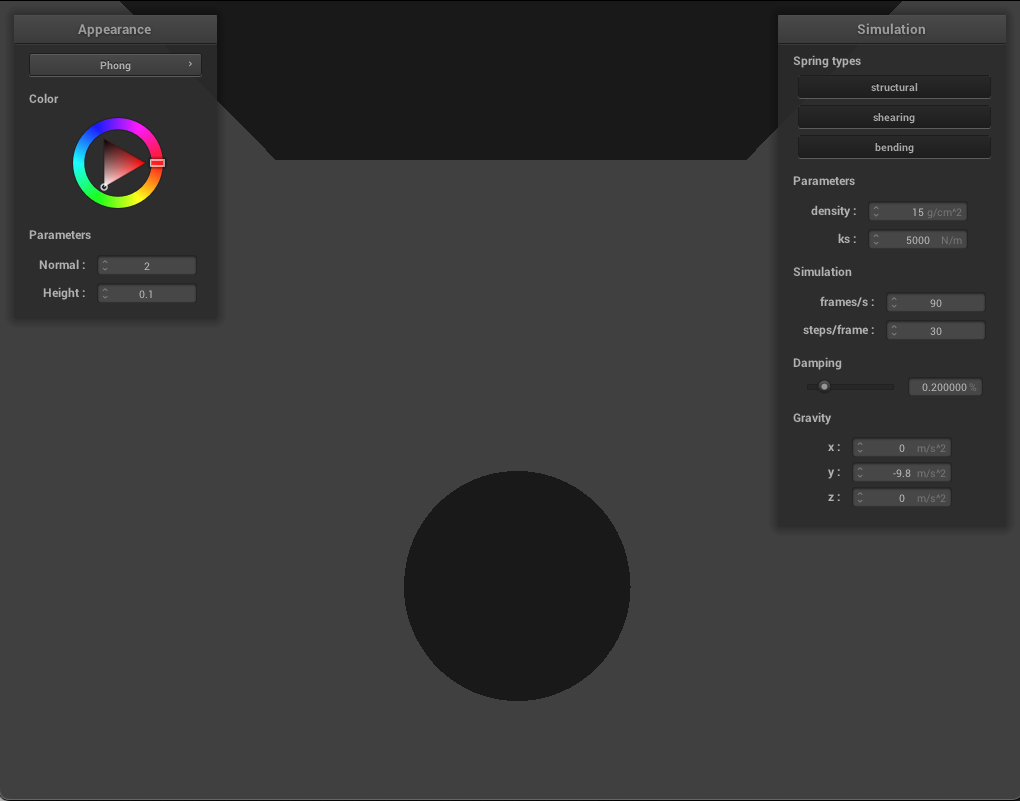 Appearance
Phong
Color
Parameters
Normal : 2
Height : 0.1
Simulation
Spring types
structural
shearing
bending
Parameters
density : 15 g/cm^2
ks : 5000 N/m
Simulation
frames/s : 90
steps/frame : 30
Damping
0.200000 %
Gravity
x : 0 m/s^2
y : -9.8 m/s^2
z : 0 m/s^2